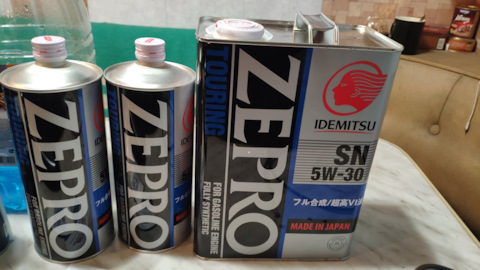 ZEPRO
ZEPRO
TOURING
ZEPRO
FOR GASOLINE ENGINE
FULLY SYNTHETIC
IDEMITSU
SN
5W-30
フル合成/超高VI
MADE IN JAPAN